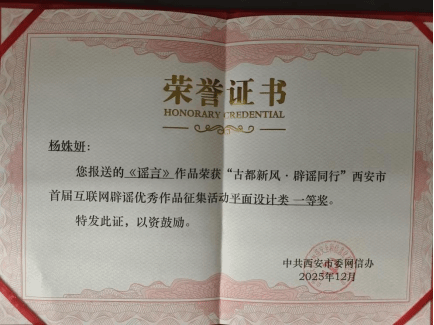 荣誉证书
HONORARY CREDENTIAL
杨姝妍:
您报送的《谣言》作品荣获“古都新风·辟谣同行”西安市
首届互联网辟谣优秀作品征集活动平面设计类 一等奖。
特发此证，以资鼓励。
中共西安市委网信办
2025年12月